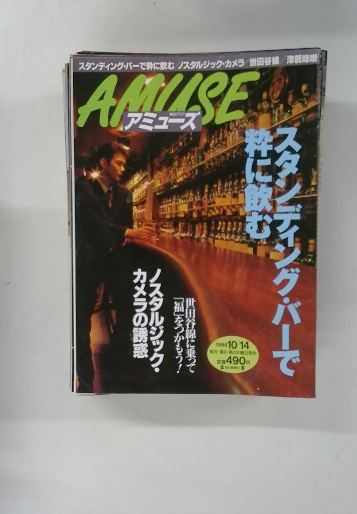 スタンディング・バーで粋に飲む ノスタルジック・カメラ 世田谷線/津軽味噌
AMUSE
アミューズ
スタンディング・バーで
粋に飲む
世田谷線に乗って
「福」をつかもう!
ノスタルジック・
カメラの誘惑
10/14
定価490円